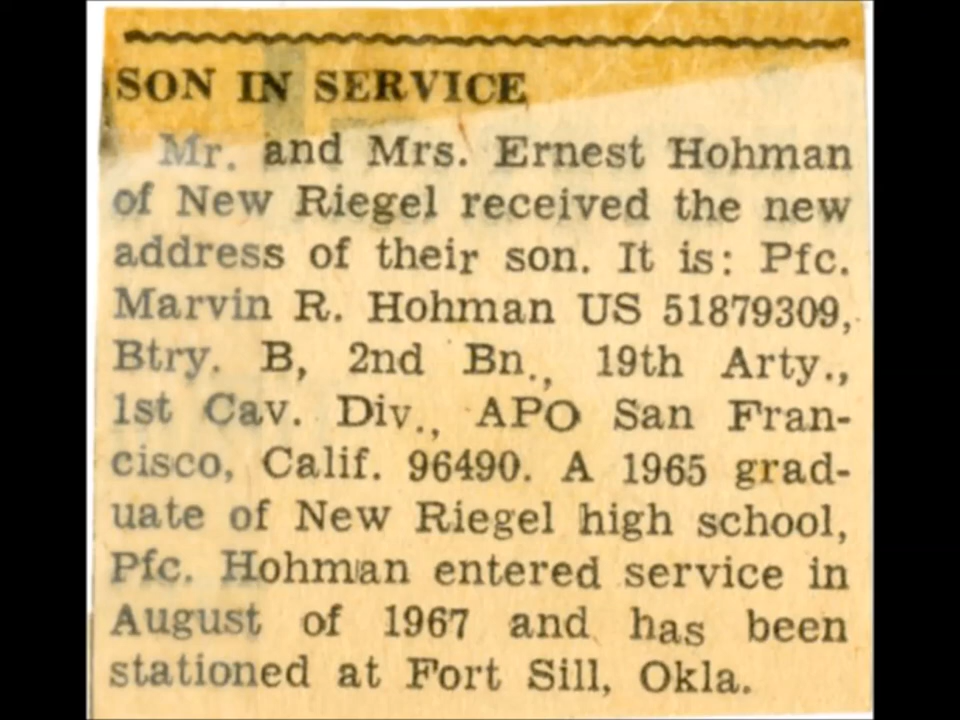 SON IN SERVICE
Mr. and Mrs. Ernest Hohman
of New Riegel received the new
address of their son. It is: Pfc.
Marvin R. Hohman US 51879309,
Btry. B, 2nd Bn., 19th Arty.,
1st Cav. Div., APO San Fran-
cisco, Calif. 96490. A 1965 grad-
uate of New Riegel high school,
Pfc. Hohman entered service in
August of 1967 and has been
stationed at Fort Sill, Okla.